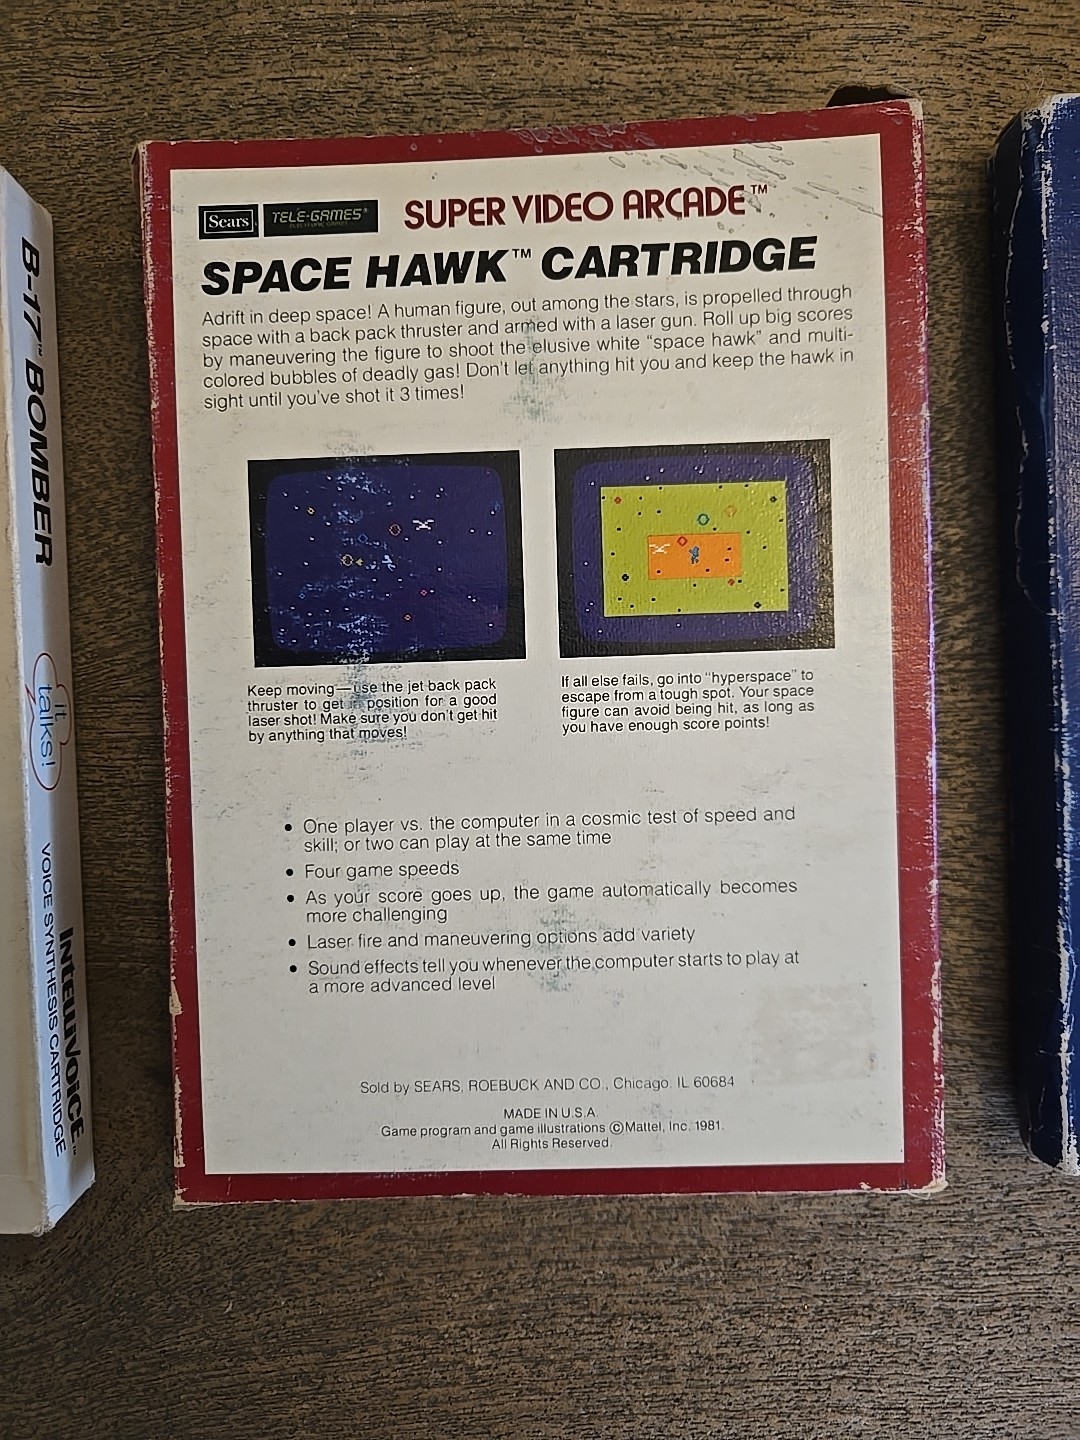 Sears
TELE-GAMES®
SUPER VIDEO ARCADE™
SPACE HAWK™ CARTRIDGE
Adrift in deep space! A human figure, out among the stars, is propelled through
space with a back pack thruster and armed with a laser gun. Roll up big scores
by maneuvering the figure to shoot the elusive white “space hawk” and multi-
colored bubbles of deadly gas! Don't let anything hit you and keep the hawk in
sight until you've shot it 3 times!
Keep moving—use the jet back pack
thruster to get in position for a good
laser shot! Make sure you don't get hit
by anything that moves!
If all else fails, go into “hyperspace” to
escape from a tough spot. Your space
figure can avoid being hit, as long as
you have enough score points!
• One player vs. the computer in a cosmic test of speed and
skill; or two can play at the same time
• Four game speeds
• As your score goes up, the game automatically becomes
more challenging
• Laser fire and maneuvering options add variety
• Sound effects tell you whenever the computer starts to play at
a more advanced level
Sold by SEARS, ROEBUCK AND CO., Chicago, IL 60684
MADE IN U.S.A.
Game program and game illustrations ©Mattel, Inc. 1981.
All Rights Reserved.
B-17™ BOMBER
it
talks!
INTELLIVOICE™
VOICE SYNTHESIS CARTRIDGE